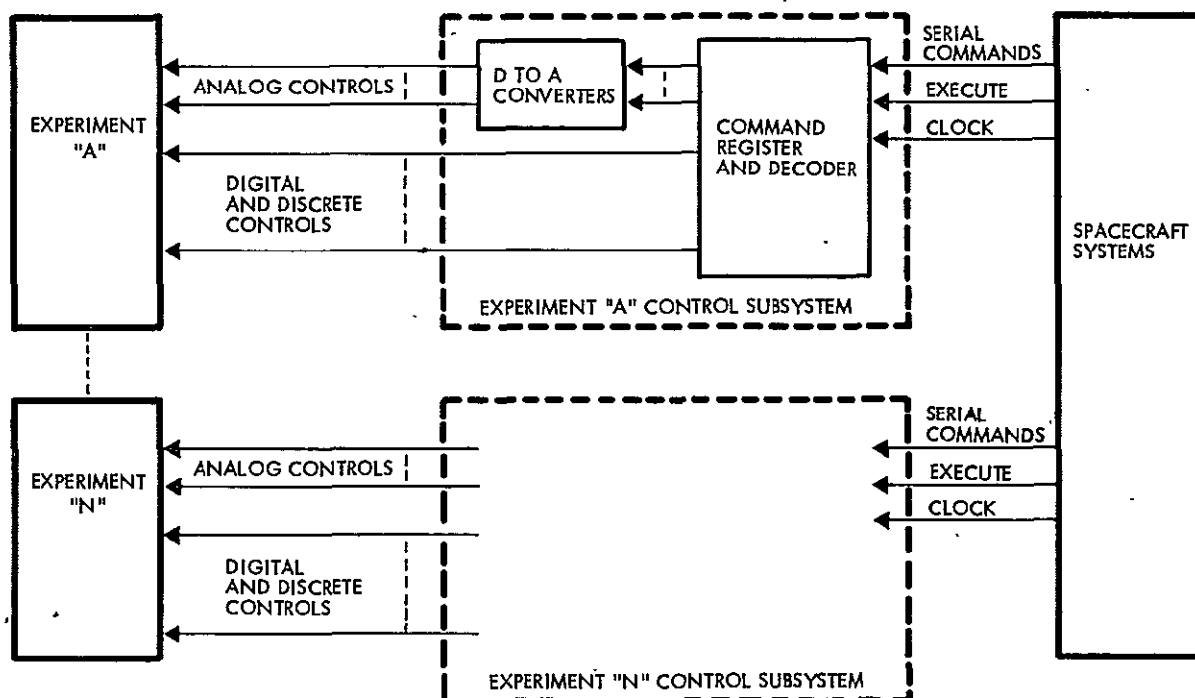 EXPERIMENT
"A"
ANALOG CONTROLS
DIGITAL
AND DISCRETE
CONTROLS
D TO A
CONVERTERS
COMMAND
REGISTER
AND DECODER
EXPERIMENT "A" CONTROL SUBSYSTEM
SERIAL
COMMANDS
EXECUTE
CLOCK
SPACECRAFT
SYSTEMS
EXPERIMENT
"N"
ANALOG CONTROLS
DIGITAL
AND DISCRETE
CONTROLS
EXPERIMENT "N" CONTROL SUBSYSTEM
SERIAL
COMMANDS
EXECUTE
CLOCK